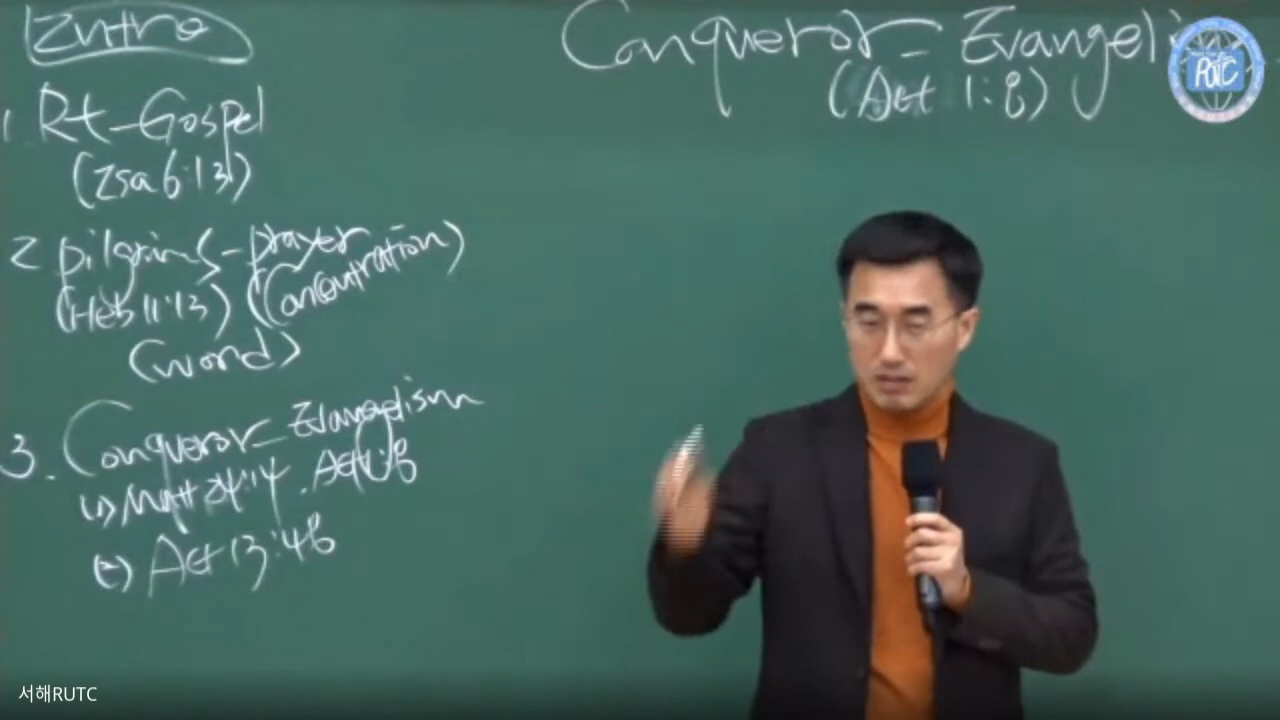 Intro
Conqueror - Evangeli
(Act 1:8)
RUTC
1. Rt - Gospel
(Isa 6:13)
2 pilgrims - prayer
(Heb 11:13) (Concentration)
(word)
3. Conqueror - Evangelism
(1) Matt 24:14. Act 1:8
(2) Act 13:48
서해RUTC